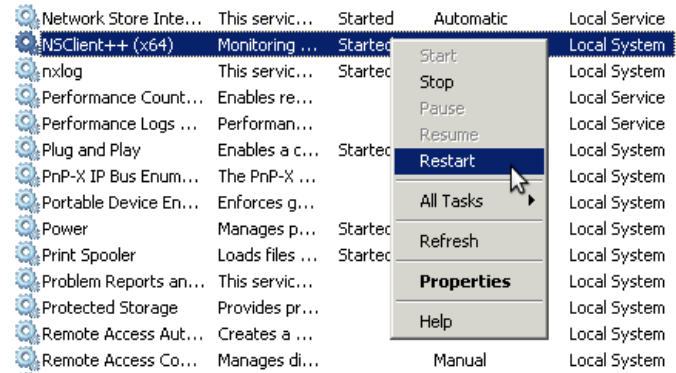 Network Store Inte... This servic... Started Automatic Local Service
NSClient++ (x64) Monitoring ... Started Local System
nxlog This servic... Started Local System
Performance Count... Enables re... Local Service
Performance Logs ... Performan... Local Service
Plug and Play Enables a c... Started Local System
PnP-X IP Bus Enum... The PnP-X ... Local System
Portable Device En... Enforces g... Local System
Power Manages p... Started Local System
Print Spooler Loads files ... Started Local System
Problem Reports an... This servic... Local System
Protected Storage Provides pr... Local System
Remote Access Aut... Creates a ... Local System
Remote Access Co... Manages di... Manual Local System
Start
Stop
Pause
Resume
Restart
All Tasks
Refresh
Properties
Help